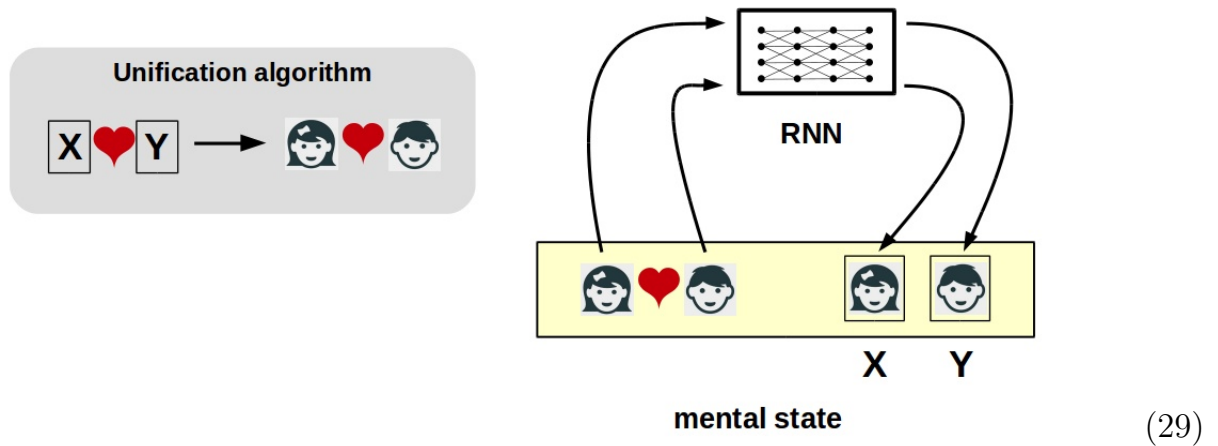 Unification algorithm
X ❤ Y
RNN
X Y
mental state
(29)